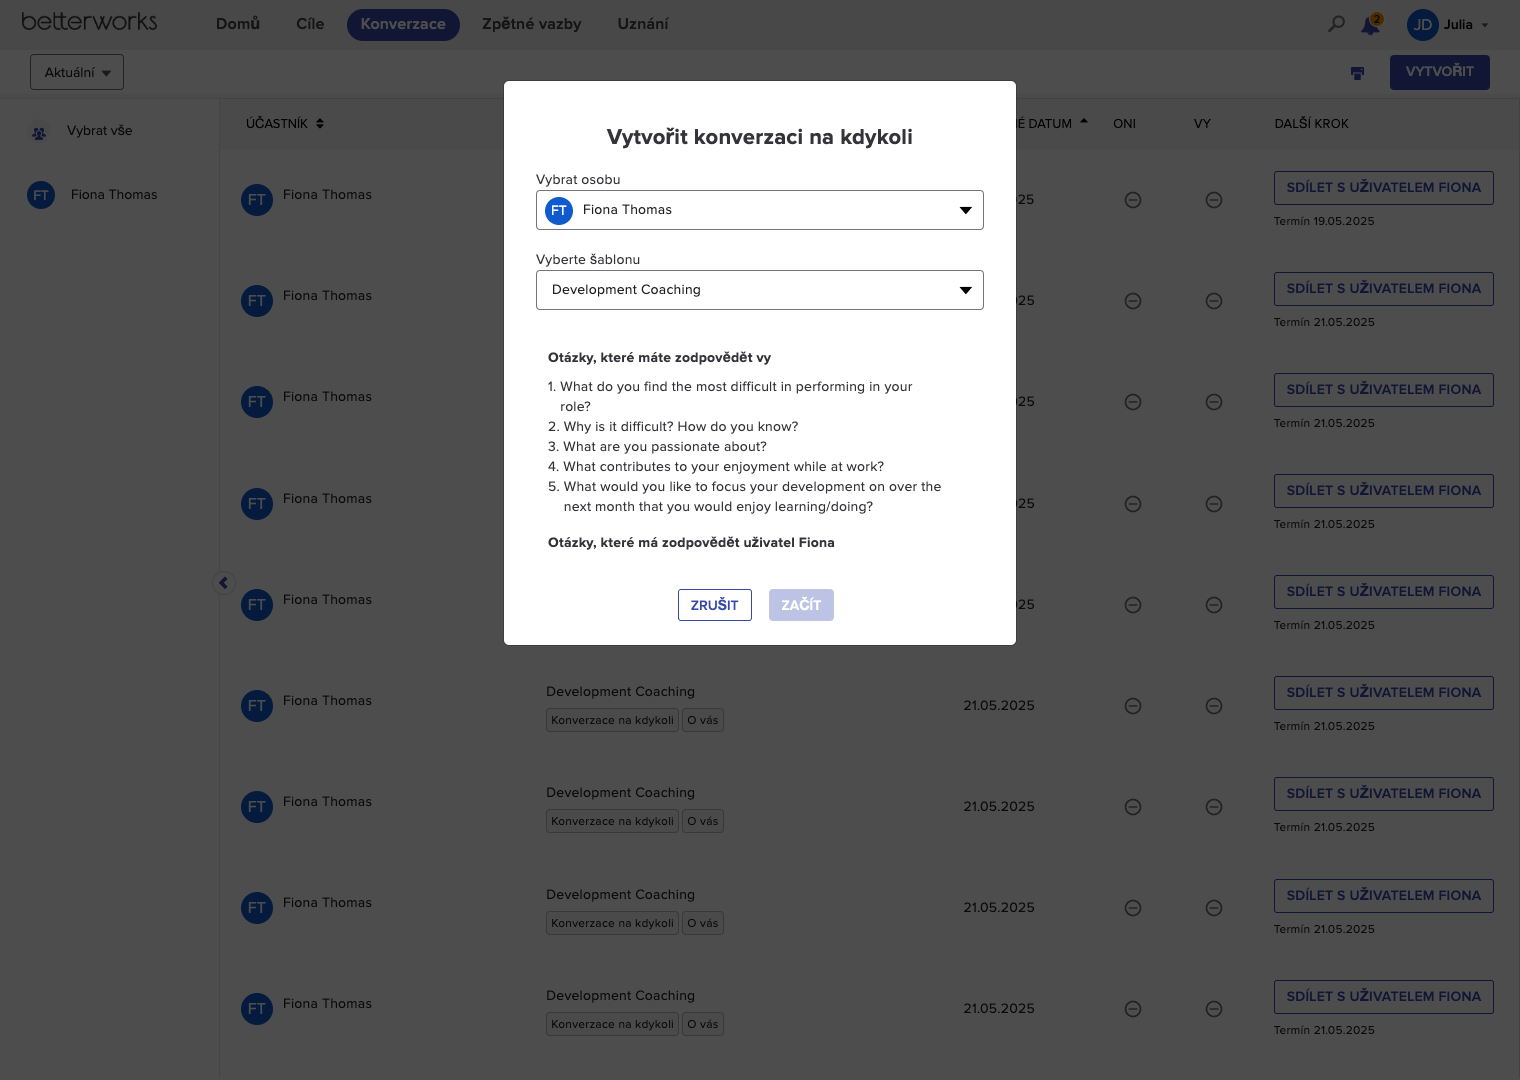 betterworks
Domů
Cíle
Konverzace
Zpětné vazby
Uznání
2
JD
Julia
Aktuální
VYTVOŘIT
Vybrat vše
FT Fiona Thomas
ÚČASTNÍK
É DATUM
ONI
VY
DALŠÍ KROK
FT Fiona Thomas
25
SDÍLET S UŽIVATELEM FIONA
Termín 19.05.2025
FT Fiona Thomas
25
SDÍLET S UŽIVATELEM FIONA
Termín 21.05.2025
FT Fiona Thomas
25
SDÍLET S UŽIVATELEM FIONA
Termín 21.05.2025
FT Fiona Thomas
25
SDÍLET S UŽIVATELEM FIONA
Termín 21.05.2025
FT Fiona Thomas
25
SDÍLET S UŽIVATELEM FIONA
Termín 21.05.2025
Vytvořit konverzaci na kdykoli
Vybrat osobu
FT Fiona Thomas
Vyberte šablonu
Development Coaching
Otázky, které máte zodpovědět vy
1. What do you find the most difficult in performing in your
role?
2. Why is it difficult? How do you know?
3. What are you passionate about?
4. What contributes to your enjoyment while at work?
5. What would you like to focus your development on over the
next month that you would enjoy learning/doing?
Otázky, které má zodpovědět uživatel Fiona
ZRUŠIT
ZAČÍT
FT Fiona Thomas
Development Coaching
Konverzace na kdykoli
O vás
21.05.2025
SDÍLET S UŽIVATELEM FIONA
Termín 21.05.2025
FT Fiona Thomas
Development Coaching
Konverzace na kdykoli
O vás
21.05.2025
SDÍLET S UŽIVATELEM FIONA
Termín 21.05.2025
FT Fiona Thomas
Development Coaching
Konverzace na kdykoli
O vás
21.05.2025
SDÍLET S UŽIVATELEM FIONA
Termín 21.05.2025
FT Fiona Thomas
Development Coaching
Konverzace na kdykoli
O vás
21.05.2025
SDÍLET S UŽIVATELEM FIONA
Termín 21.05.2025